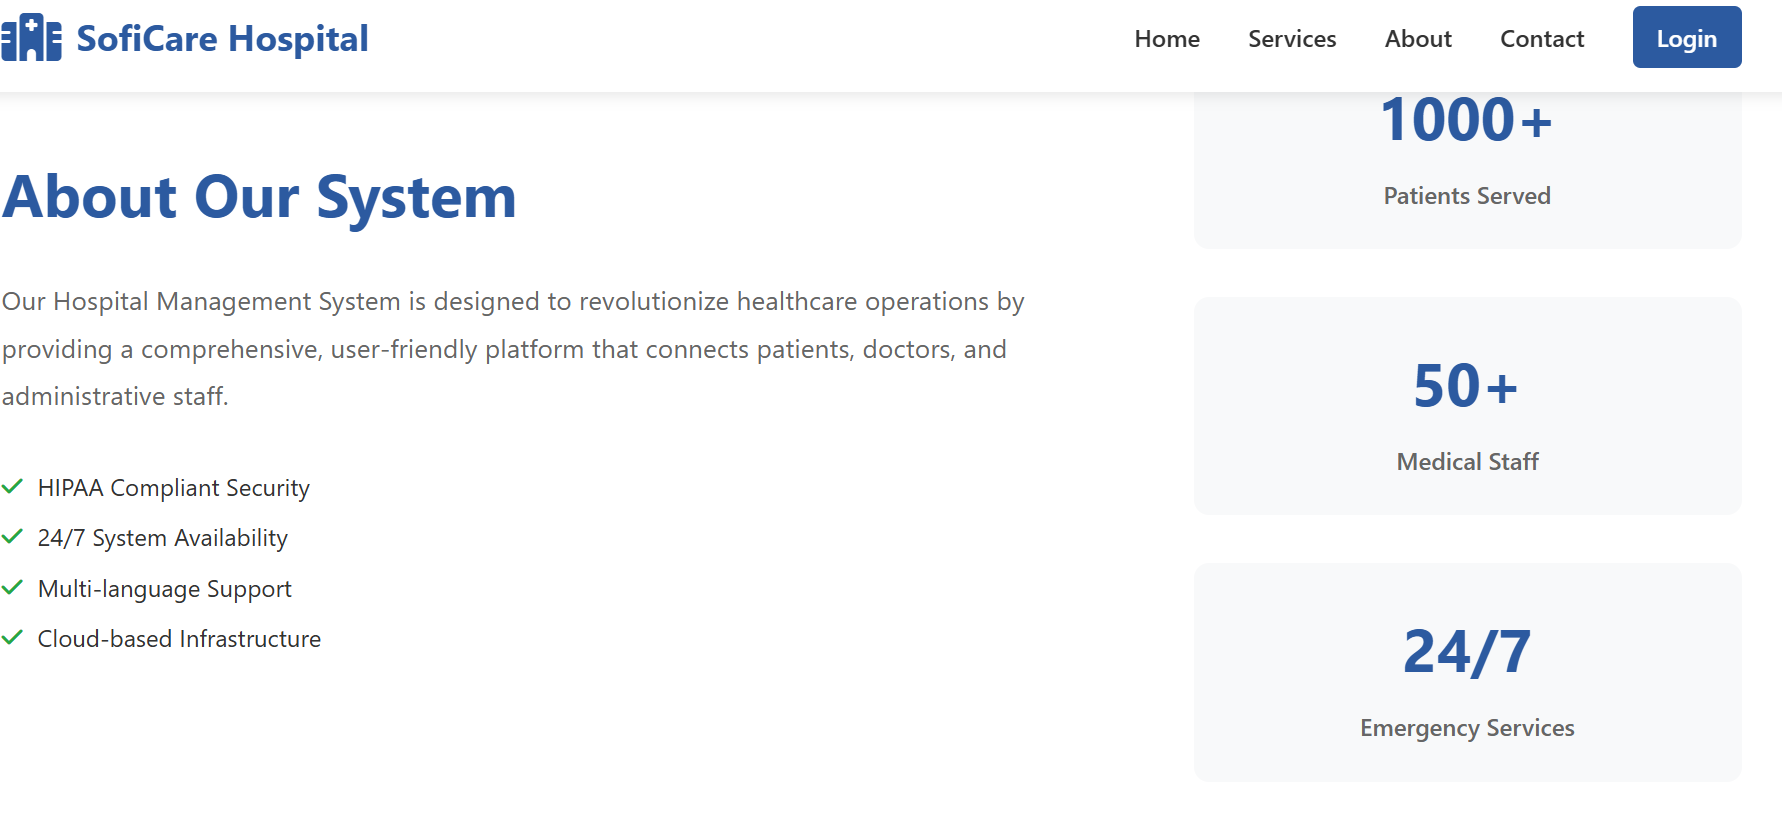 SofiCare Hospital
Home
Services
About
Contact
Login
About Our System
Our Hospital Management System is designed to revolutionize healthcare operations by
providing a comprehensive, user-friendly platform that connects patients, doctors, and
administrative staff.
HIPAA Compliant Security
24/7 System Availability
Multi-language Support
Cloud-based Infrastructure
1000+
Patients Served
50+
Medical Staff
24/7
Emergency Services